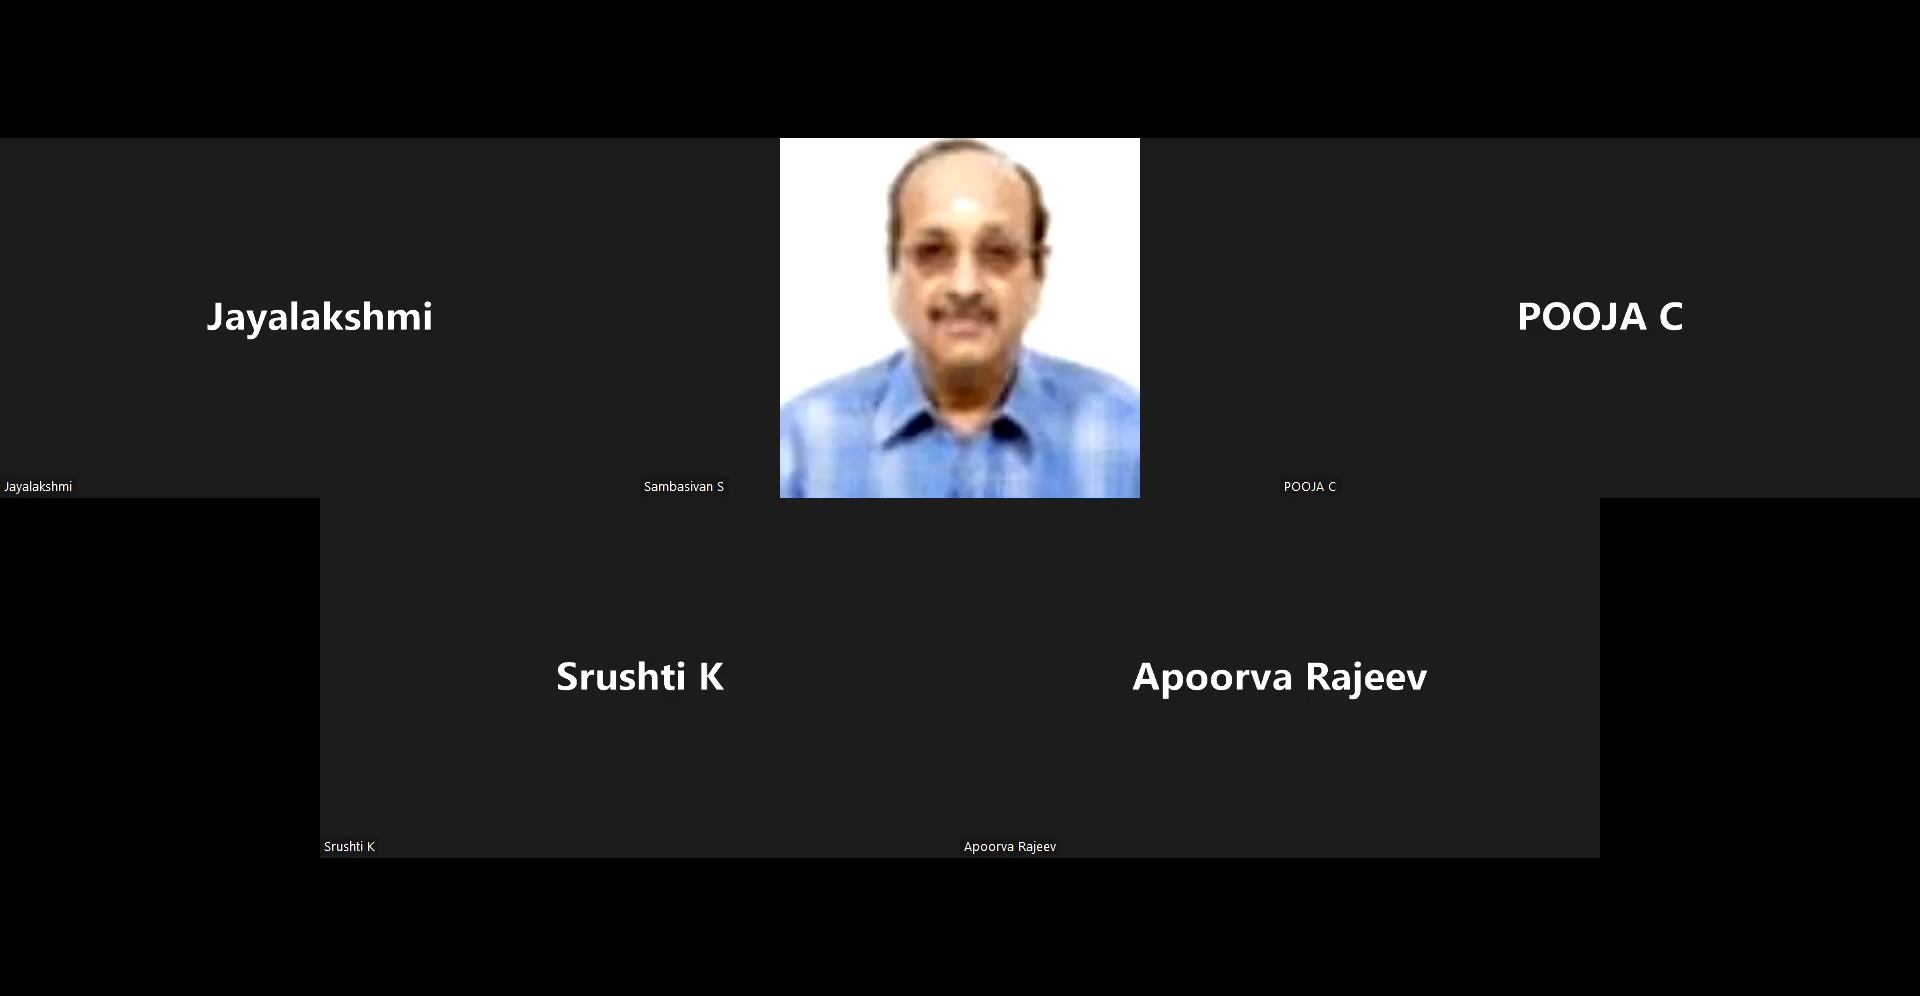 Jayalakshmi
POOJA C
Jayalakshmi
Sambasivan S
POOJA C
Srushti K
Apoorva Rajeev
Srushti K
Apoorva Rajeev